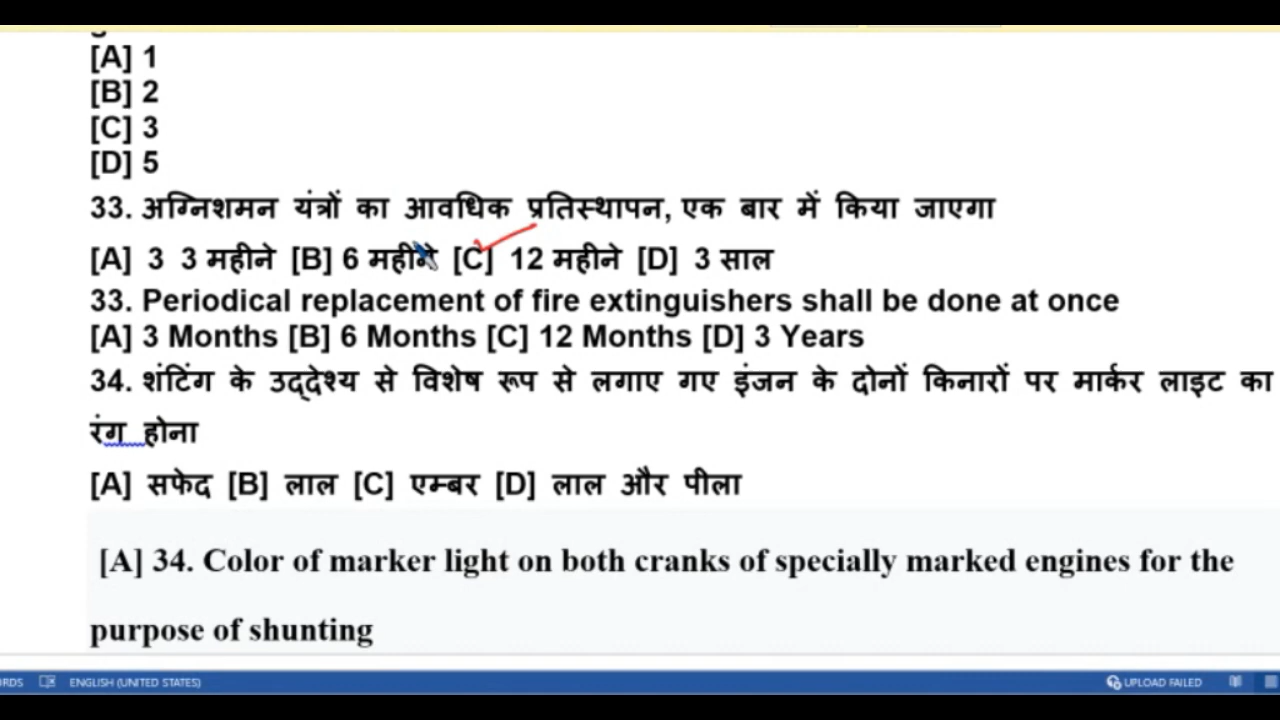 [A] 1
[B] 2
[C] 3
[D] 5
33. अग्निशमन यंत्रों का आवधिक प्रतिस्थापन, एक बार में किया जाएगा
[A] 3 3 महीने [B] 6 महीने [C] 12 महीने [D] 3 साल
33. Periodical replacement of fire extinguishers shall be done at once
[A] 3 Months [B] 6 Months [C] 12 Months [D] 3 Years
34. शंटिंग के उद्देश्य से विशेष रूप से लगाए गए इंजन के दोनों किनारों पर मार्कर लाइट का
रंग होना
[A] सफेद [B] लाल [C] एम्बर [D] लाल और पीला
[A] 34. Color of marker light on both cranks of specially marked engines for the
purpose of shunting
ENGLISH (UNITED STATES) UPLOAD FAILED